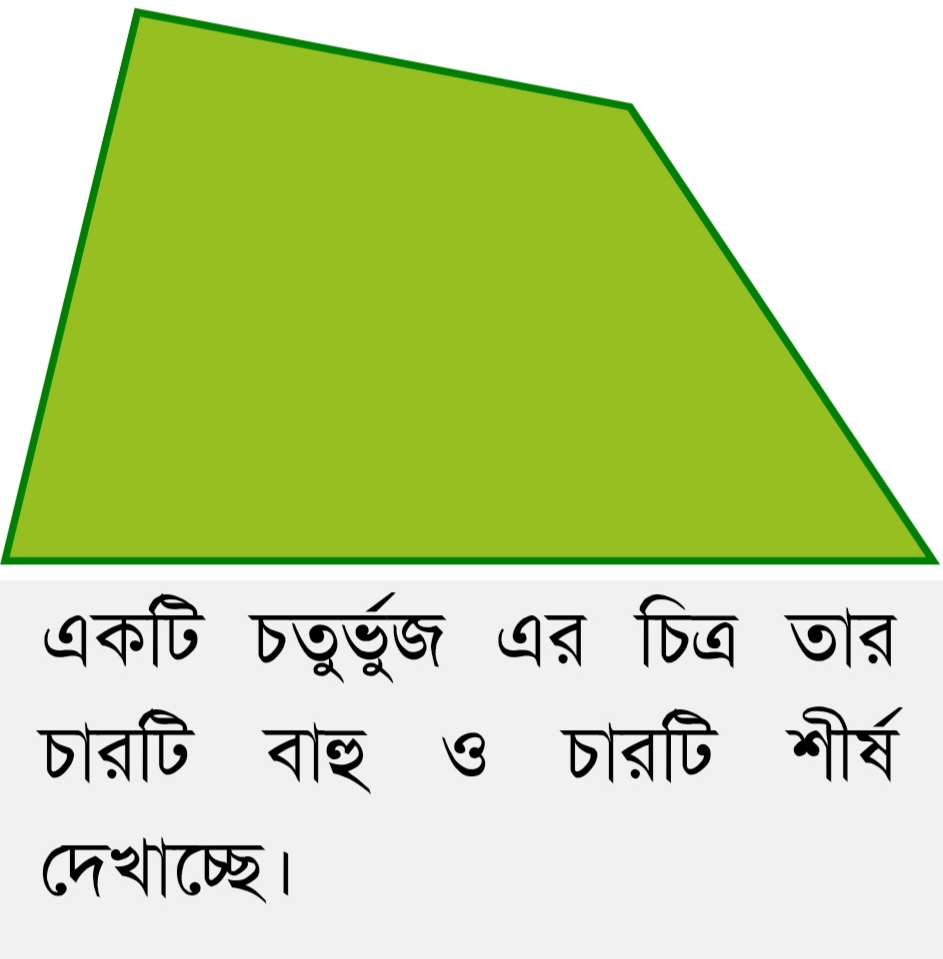 একটি চতুর্ভুজ এর চিত্র তার
চারটি বাহু ও চারটি শীর্ষ
দেখাচ্ছে।